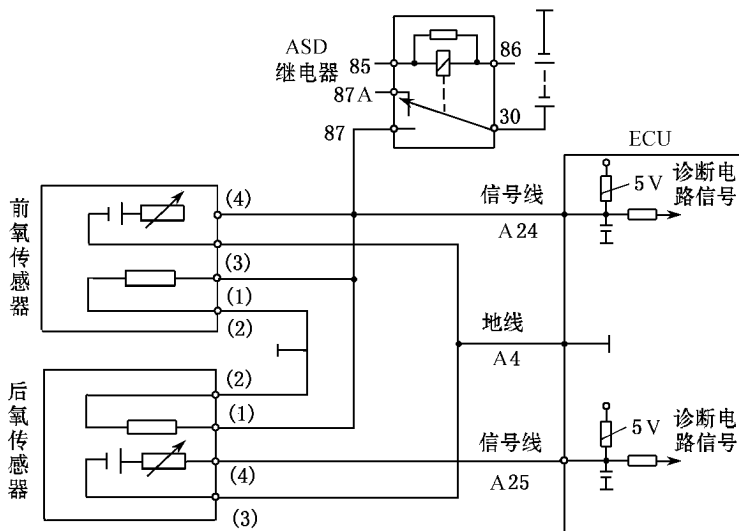 ASD
继电器
85
86
87A
87
30
ECU
前氧传感器
(4)
(3)
(1)
(2)
信号线
A24
5V
诊断电
路信号
地线
A4
后氧传感器
(2)
(1)
(4)
(3)
信号线
A25
5V
诊断电
路信号